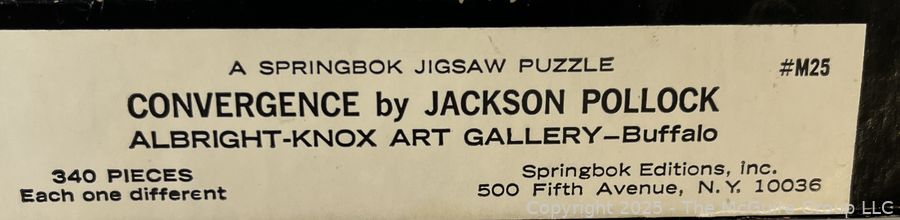 A SPRINGBOK JIGSAW PUZZLE
#M25
CONVERGENCE by JACKSON POLLOCK
ALBRIGHT-KNOX ART GALLERY–Buffalo
340 PIECES
Each one different
Springbok Editions, Inc.
500 Fifth Avenue, N.Y. 10036
Copyright 2025 - The McGuire Group LLC